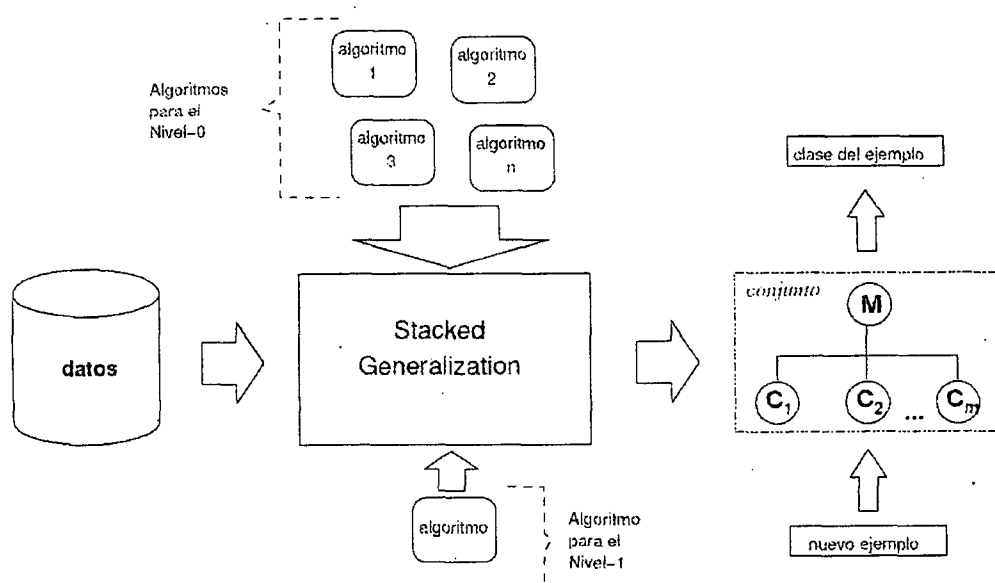 algoritmo
1
algoritmo
2
Algoritmos
para el
Nivel-0
algoritmo
3
algoritmo
n
clase del ejemplo
datos
Stacked
Generalization
conjunto
M
C1
C2
...
Cm
algoritmo
Algoritmo
para el
Nivel-1
nuevo ejemplo